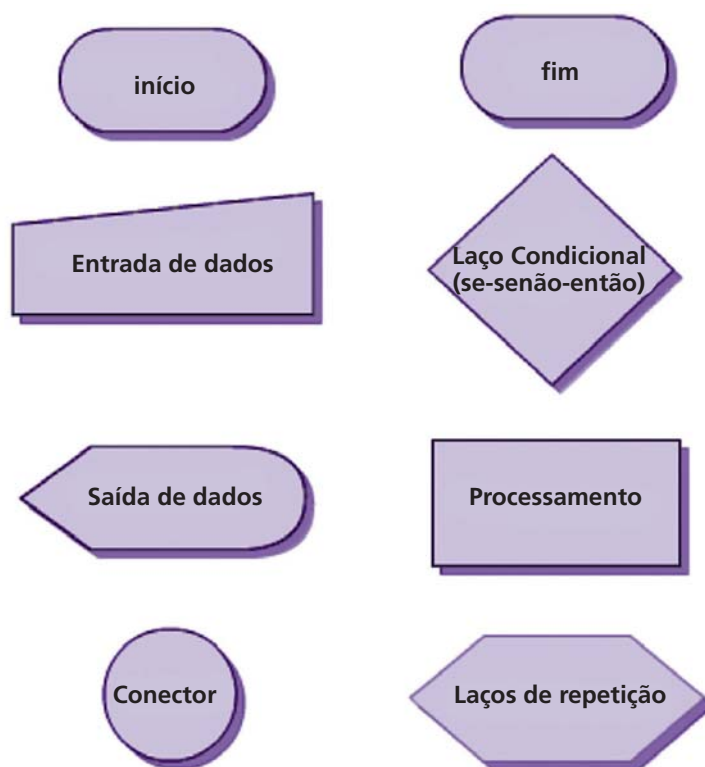 início
fim
Entrada de dados
Laço Condicional
(se-senão-então)
Saída de dados
Processamento
Conector
Laços de repetição